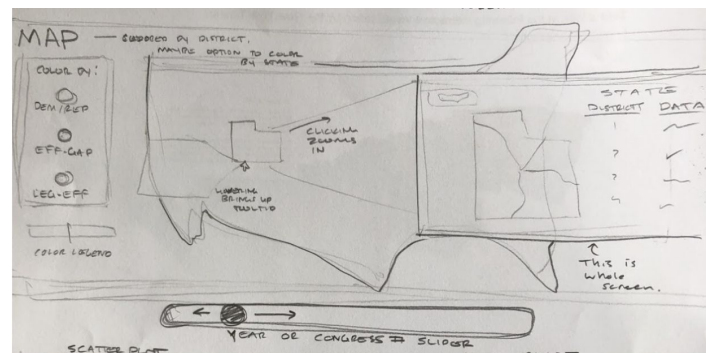 MAP — COLORED BY DISTRICT,
MAYBE OPTION TO COLOR
BY STATE
COLOR BY:
DEM/REP
EFF-GAP
LEG-EFF
COLOR LEGEND
CLICKING
ZOOMS
IN
HOVERING
BRINGS UP
TOOLTIP
STATE
DISTRICT DATA
1
2
3
4
This is
whole
screen.
YEAR OR CONGRESS # SLIDER
SCATTER PLOT